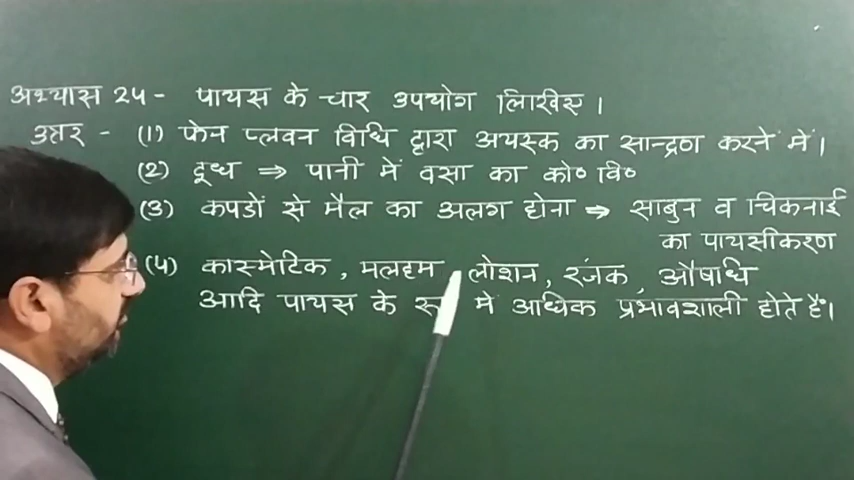 अभ्यास 24 - पायस के चार उपयोग लिखिए ।
उत्तर - (1) फेन प्लवन विधि द्वारा अयस्क का सान्द्रण करने में ।
(2) दूध ⇒ पानी में वसा का को० वि०
(3) कपडों से मैल का अलग होना ⇒ साबुन व चिकनाई
का पायसीकरण
(4) कास्मेटिक , मलहम , लोशन , रंजक , औषधि
आदि पायस के में अधिक प्रभावशाली होते हैं।